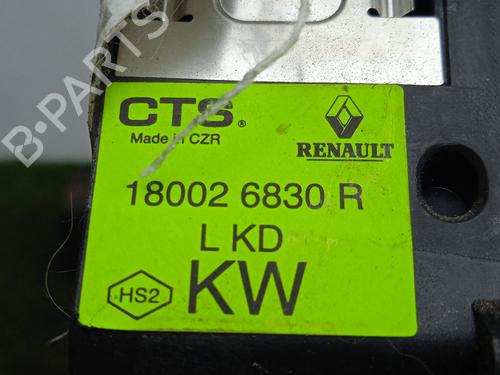 B-PARTS
CTS®
Made in CZR
RENAULT
18002 6830 R
L KD
HS2
KW